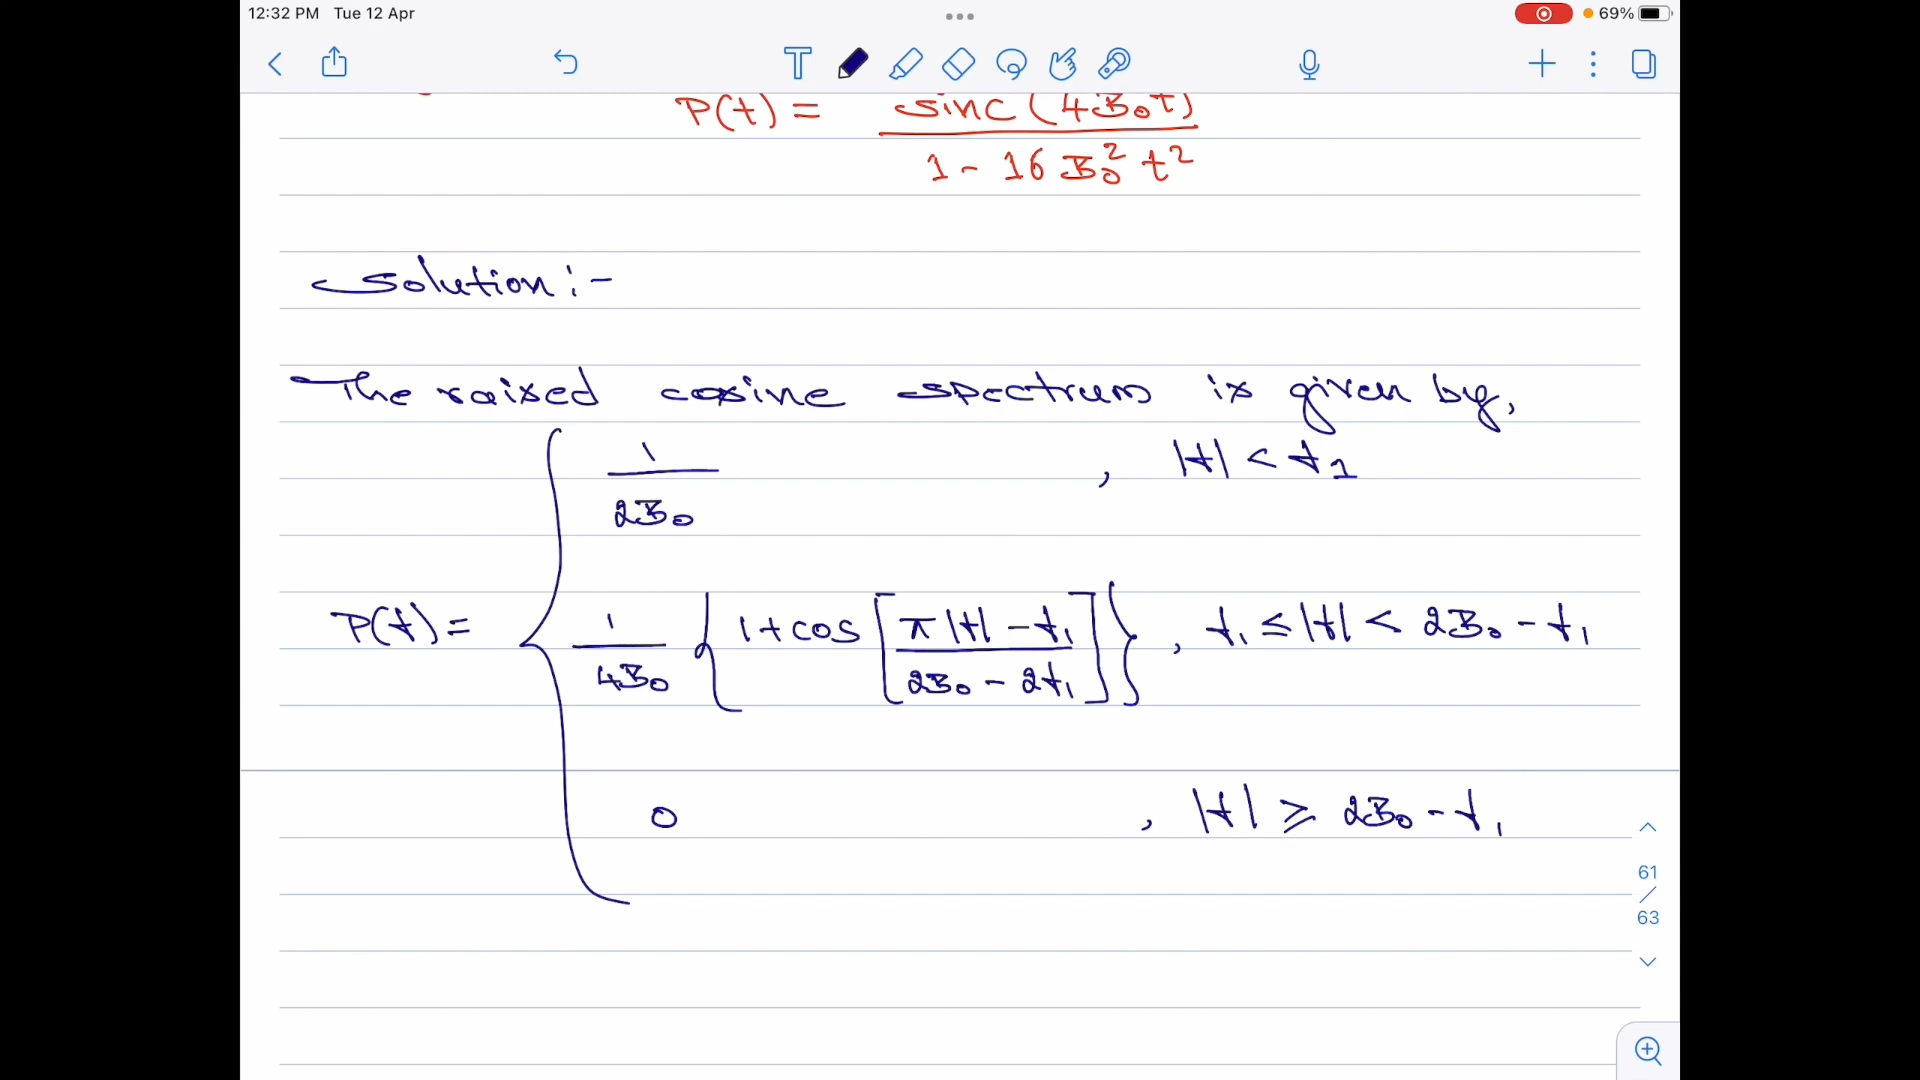 12:32 PM Tue 12 Apr
69%
T
P(t) = sinc(4B₀t) / 1 - 16 B₀² t²
Solution :-
The raised cosine spectrum is given by,
1/2B₀ , |f| < f₁
P(f) = 1/4B₀ {1+cos [π|f| - f₁ / 2B₀ - 2f₁]} , f₁ ≤ |f| < 2B₀ - f₁
0 , |f| ≥ 2B₀ - f₁
61
/
63